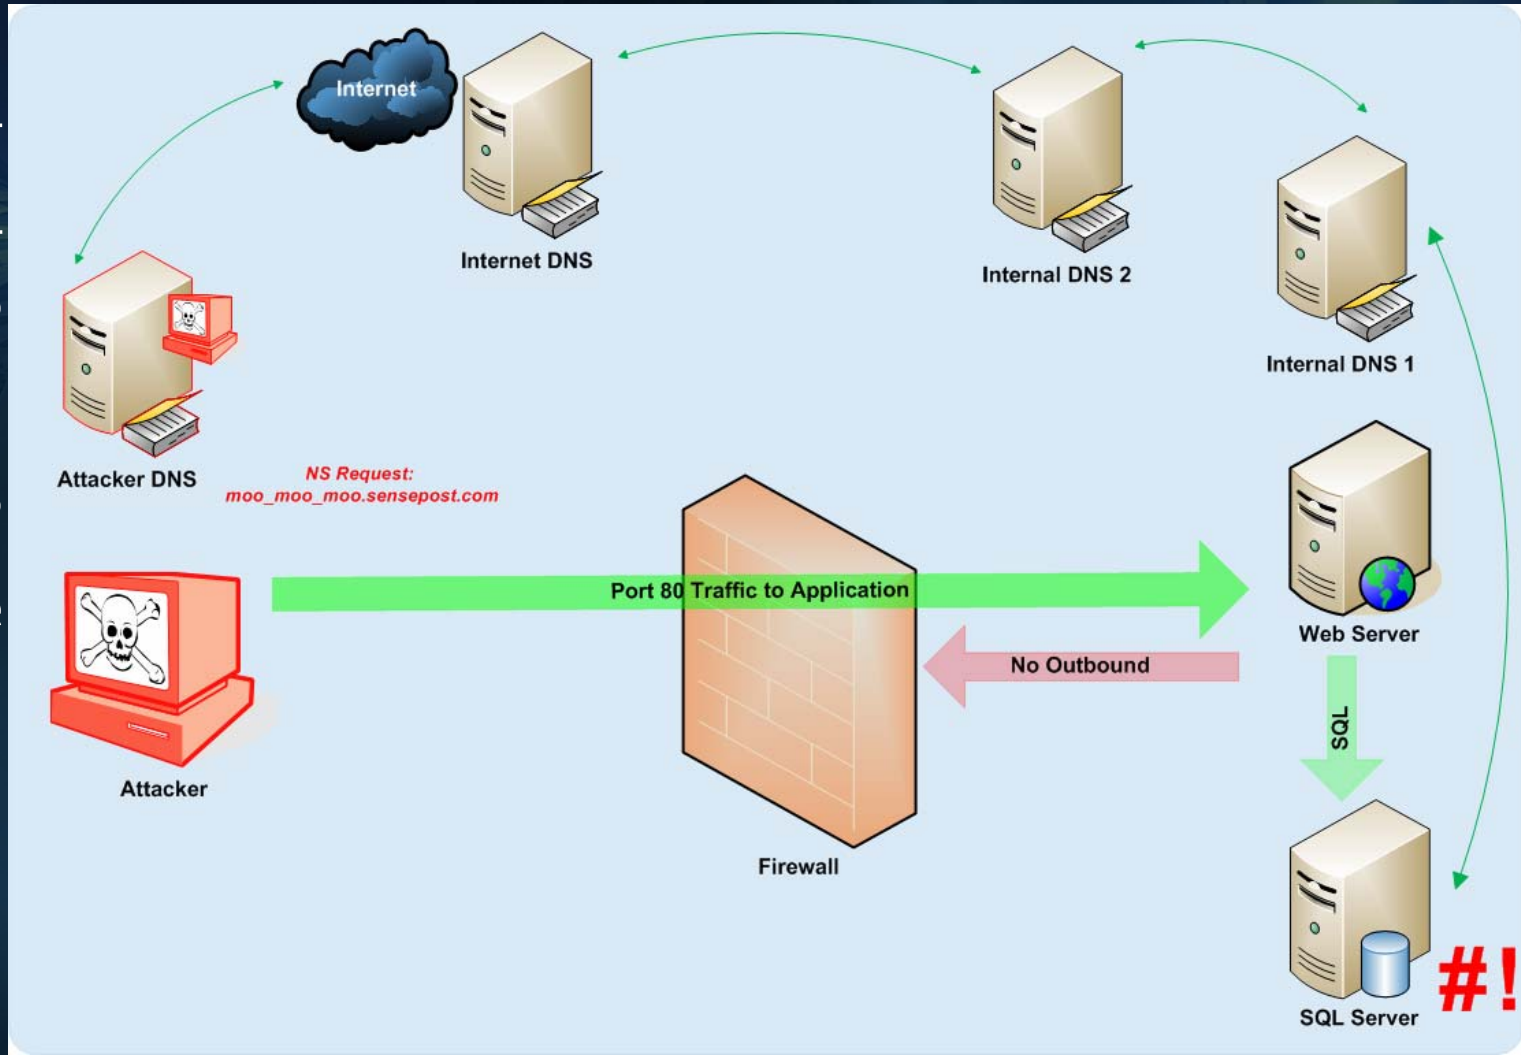 Internet
Internet DNS
Internal DNS 2
Internal DNS 1
Attacker DNS
NS Request:
moo_moo_moo.sensepost.com
Port 80 Traffic to Application
No Outbound
Web Server
SQL
Attacker
Firewall
SQL Server
#!